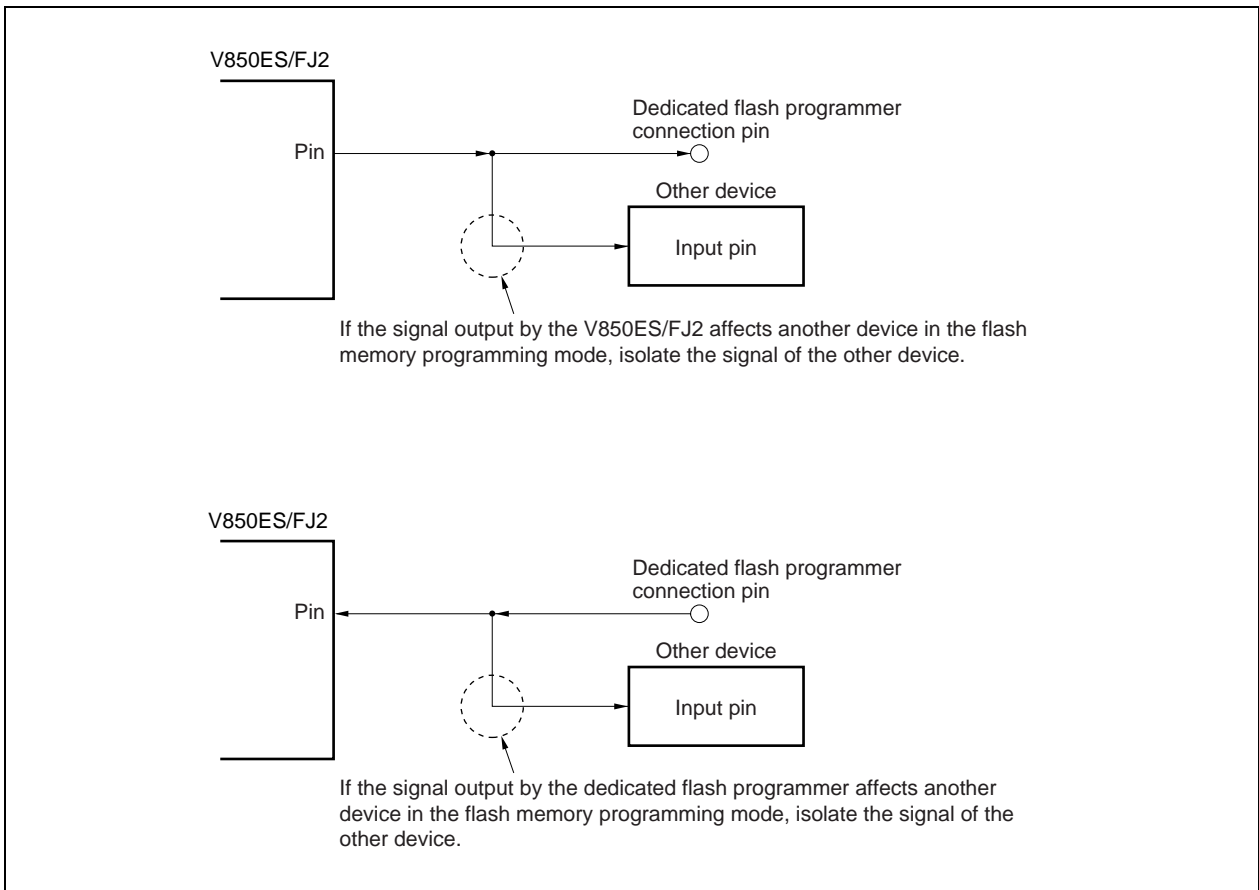 V850ES/FJ2
Dedicated flash programmer
connection pin
Pin
Other device
Input pin
If the signal output by the V850ES/FJ2 affects another device in the flash
memory programming mode, isolate the signal of the other device.
V850ES/FJ2
Dedicated flash programmer
connection pin
Pin
Other device
Input pin
If the signal output by the dedicated flash programmer affects another
device in the flash memory programming mode, isolate the signal of the
other device.